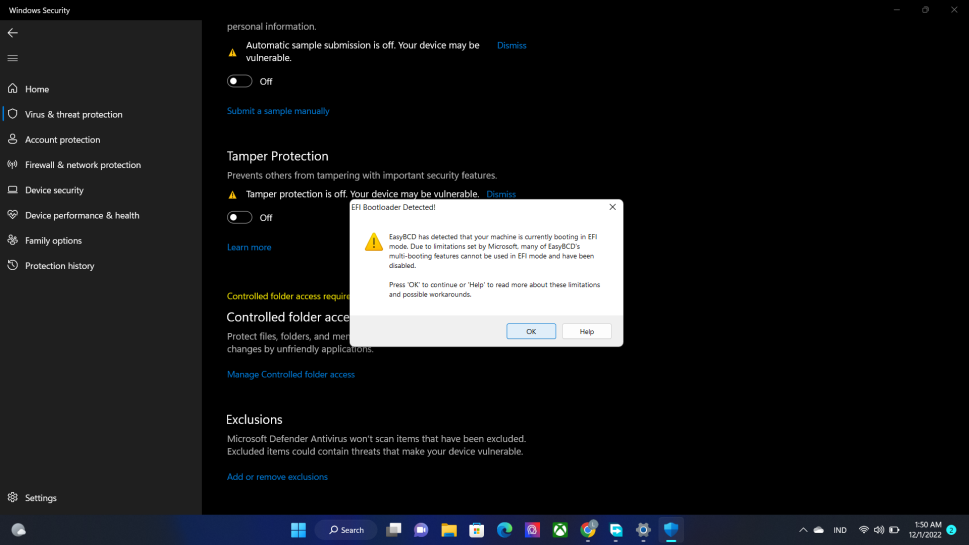 Windows Security
personal information.
Automatic sample submission is off. Your device may be
vulnerable.
Dismiss
Off
Submit a sample manually
Home
Virus & threat protection
Account protection
Firewall & network protection
Device security
Device performance & health
Family options
Protection history
Settings
Tamper Protection
Prevents others from tampering with important security features.
Tamper protection is off. Your device may be vulnerable.
Dismiss
Off
Learn more
EFI Bootloader Detected!
EasyBCD has detected that your machine is currently booting in EFI
mode. Due to limitations set by Microsoft, many of EasyBCD's
multi-booting features cannot be used in EFI mode and have been
disabled.
Press 'OK' to continue or 'Help' to read more about these limitations
and possible workarounds.
OK
Help
Controlled folder access require
Controlled folder acce
Protect files, folders, and mem
changes by unfriendly applications.
Manage Controlled folder access
Exclusions
Microsoft Defender Antivirus won't scan items that have been excluded.
Excluded items could contain threats that make your device vulnerable.
Add or remove exclusions
Search
L
IND
1:50 AM
12/1/2022
2